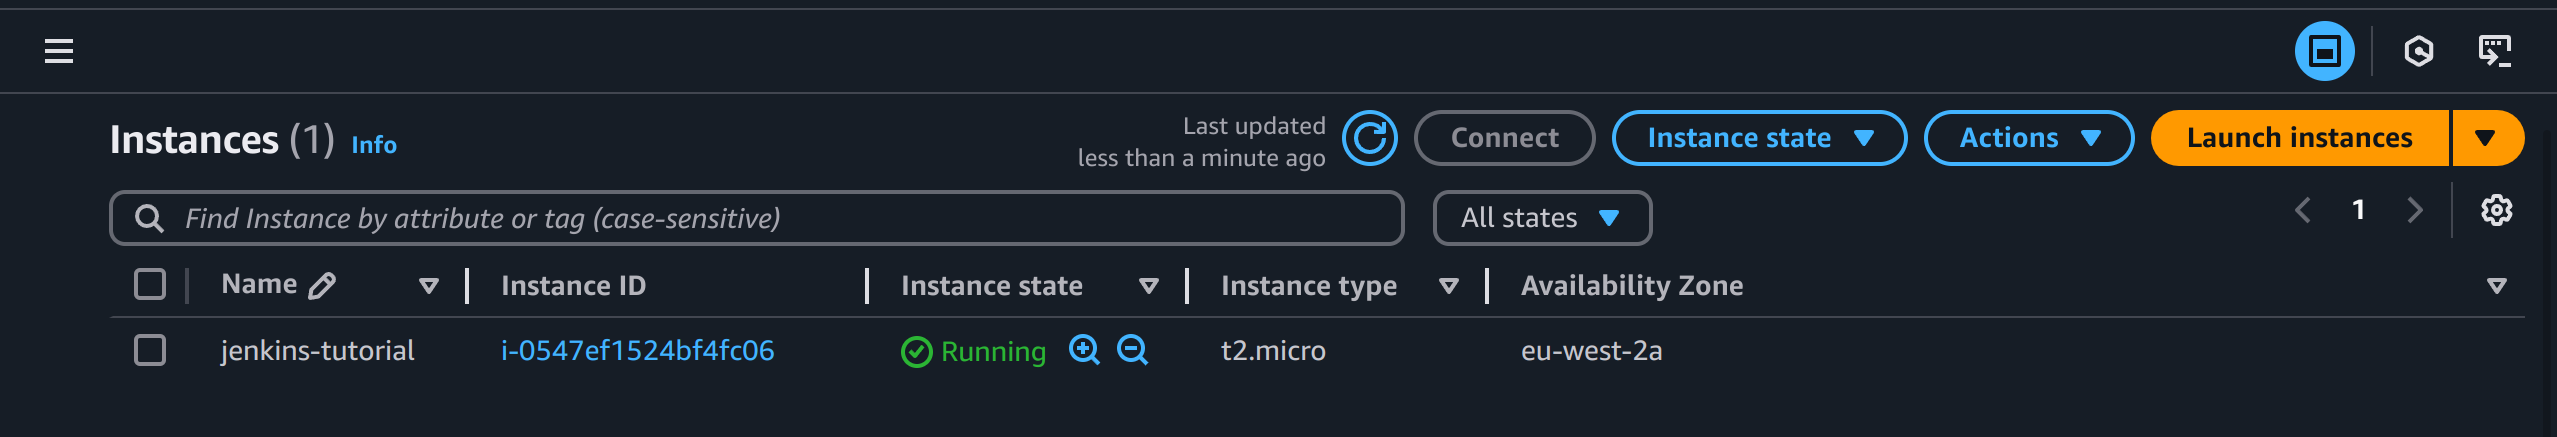 Instances (1) Info
Last updated
less than a minute ago
Connect
Instance state
Actions
Launch instances
Find Instance by attribute or tag (case-sensitive)
All states
1
Name
Instance ID
Instance state
Instance type
Availability Zone
jenkins-tutorial
i-0547ef1524bf4fc06
Running
t2.micro
eu-west-2a